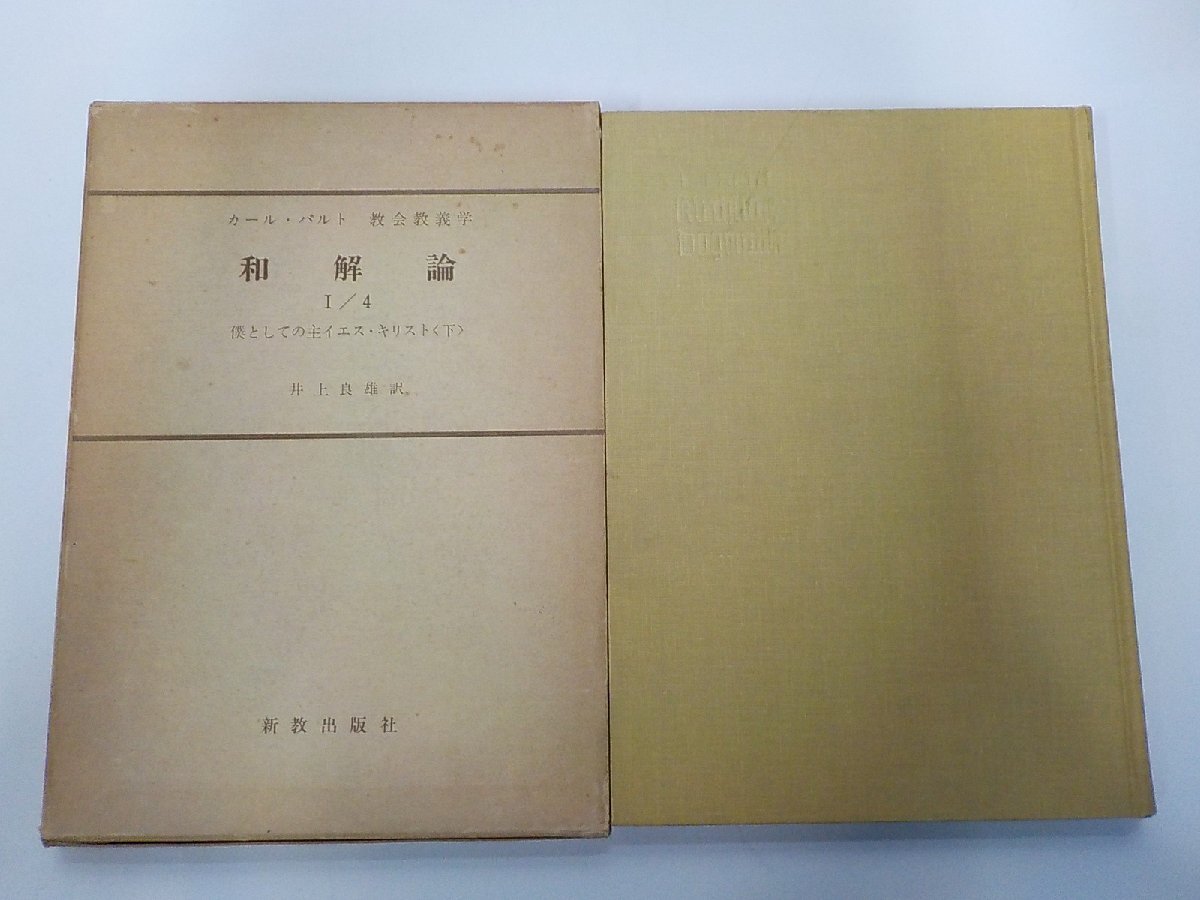 カール・バルト 教会教義学
和解論
I/4
僕としての主イエス・キリスト〈下〉
井上良雄訳
新教出版社